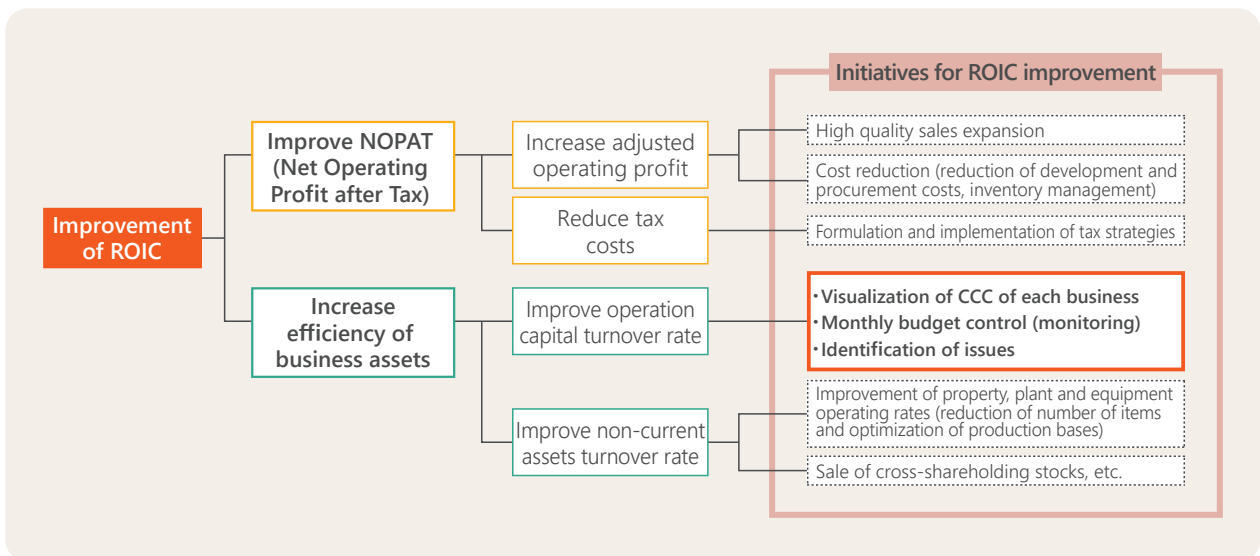 Initiatives for ROIC improvement
Improvement
of ROIC
Improve NOPAT
(Net Operating
Profit after Tax)
Increase adjusted
operating profit
High quality sales expansion
Cost reduction (reduction of development and
procurement costs, inventory management)
Reduce tax
costs
Formulation and implementation of tax strategies
Increase
efficiency of
business assets
Improve operation
capital turnover rate
・Visualization of CCC of each business
・Monthly budget control (monitoring)
・Identification of issues
Improve non-current
assets turnover rate
Improvement of property, plant and equipment
operating rates (reduction of number of items
and optimization of production bases)
Sale of cross-shareholding stocks, etc.